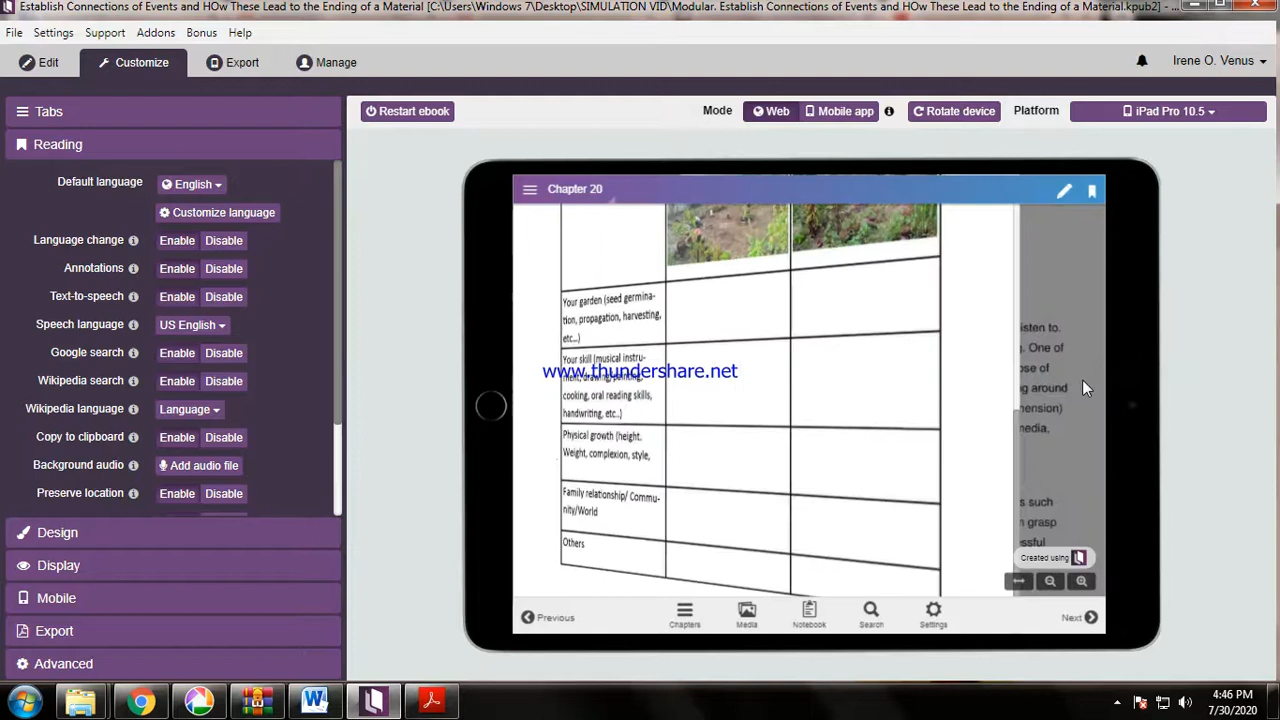 Events and HOw These Lead to the Ending of a Material [C:\Users\Windows 7\Desktop\SIMULATION VID\Modular. Establish Connections of Events and HOw These Lead to the Ending of a Material.kpub2] - ...
File Settings Support Addons Bonus Help
Edit Customize Export Manage Irene O. Venus
Tabs
Restart ebook Mode Web Mobile app Rotate device Platform iPad Pro 10.5
Reading
Default language English
Customize language
Language change Enable Disable
Annotations Enable Disable
Text-to-speech Enable Disable
Speech language US English
Google search Enable Disable
Wikipedia search Enable Disable
Wikipedia language Language
Copy to clipboard Enable Disable
Background audio Add audio file
Preserve location Enable Disable
Design
Display
Mobile
Export
Advanced
Chapter 20
Your garden (seed germina-
tion, propagation, harvesting,
etc...)
Your skill (musical instru-
ment, drawing/painting,
cooking, oral reading skills,
handwriting, etc..)
Physical growth (height.
Weight, complexion, style,
Family relationship/ Commu-
nity/World
Others
www.thundershare.net
isten to.
g. One of
ose of
ng around
hension)
media,
s such
n grasp
essful
Created using
Previous Chapters Media Notebook Search Settings Next
4:46 PM
7/30/2020